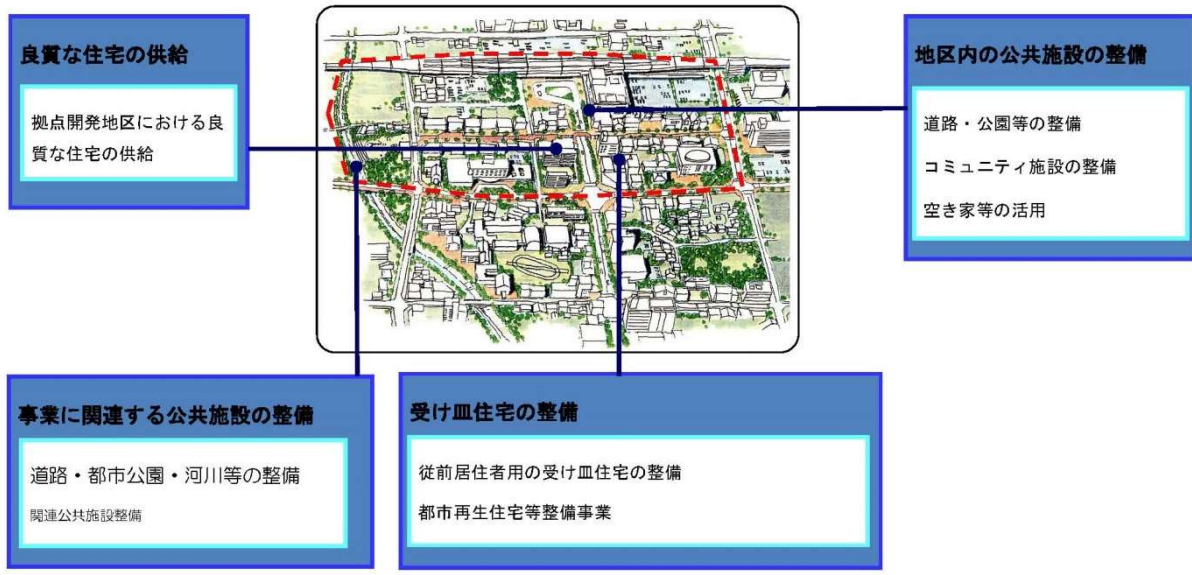 良質な住宅の供給
拠点開発地区における良
質な住宅の供給
地区内の公共施設の整備
道路・公園等の整備
コミュニティ施設の整備
空き家等の活用
事業に関連する公共施設の整備
道路・都市公園・河川等の整備
関連公共施設整備
受け皿住宅の整備
従前居住者用の受け皿住宅の整備
都市再生住宅等整備事業